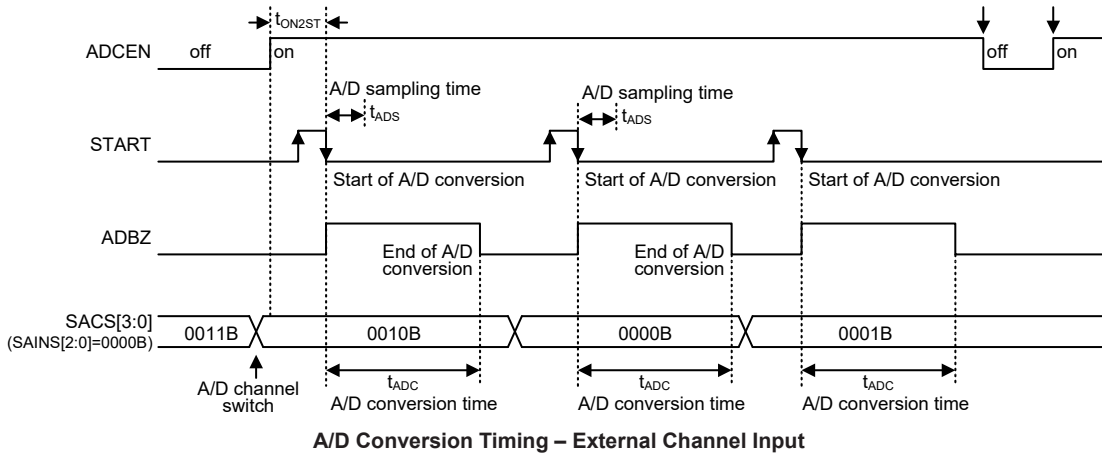 tON2ST
ADCEN
off
on
off
on
A/D sampling time
tADS
A/D sampling time
tADS
START
Start of A/D conversion
Start of A/D conversion
Start of A/D conversion
ADBZ
End of A/D
conversion
End of A/D
conversion
SACS[3:0]
(SAINS[2:0]=0000B)
0011B
0010B
0000B
0001B
A/D channel
switch
tADC
A/D conversion time
tADC
A/D conversion time
tADC
A/D conversion time
A/D Conversion Timing – External Channel Input